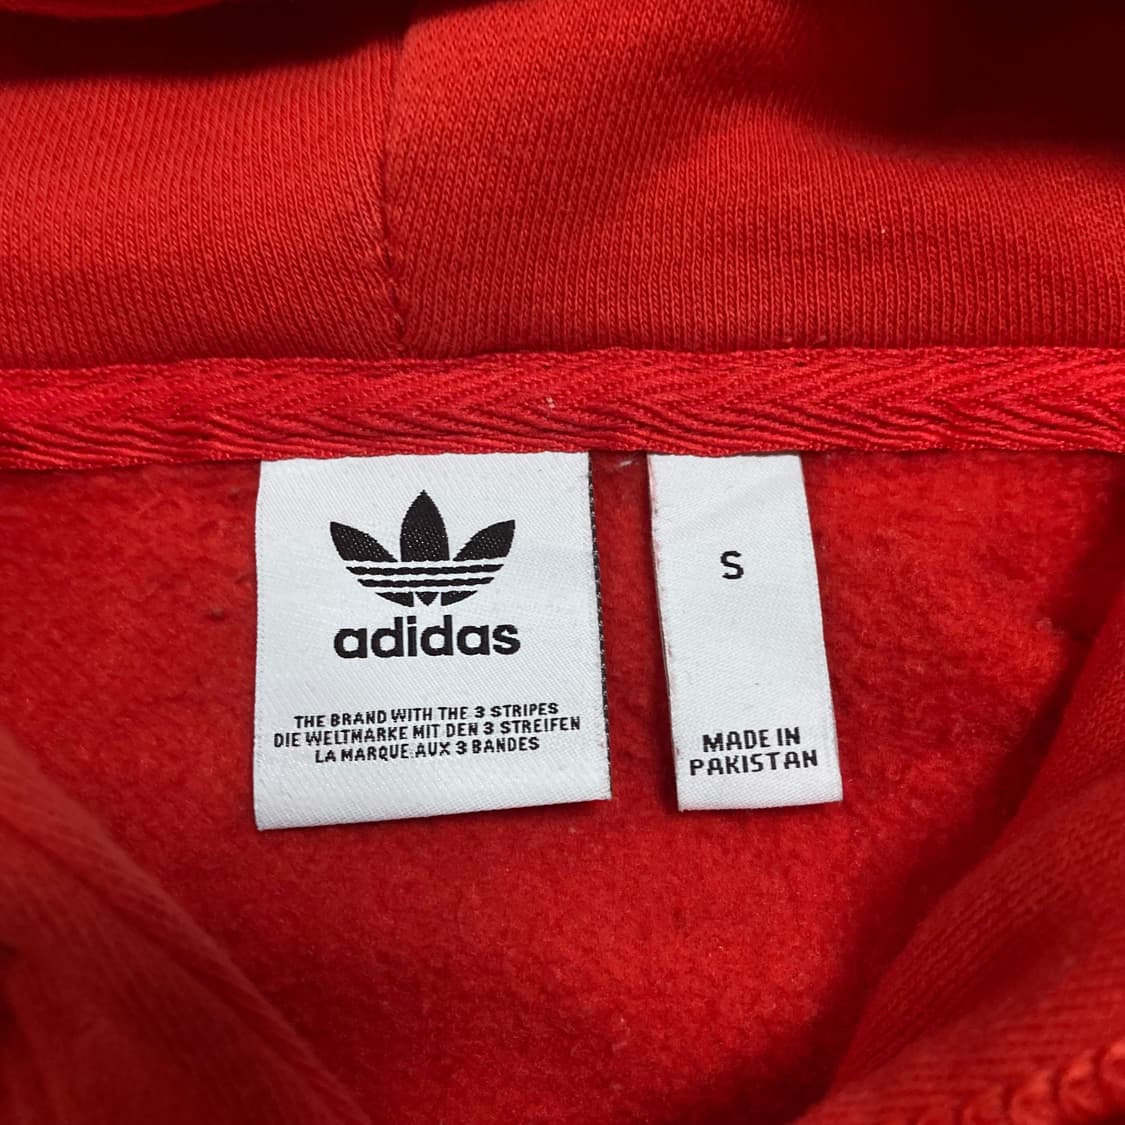 adidas
THE BRAND WITH THE 3 STRIPES
DIE WELTMARKE MIT DEN 3 STREIFEN
LA MARQUE AUX 3 BANDES
S
MADE IN
PAKISTAN